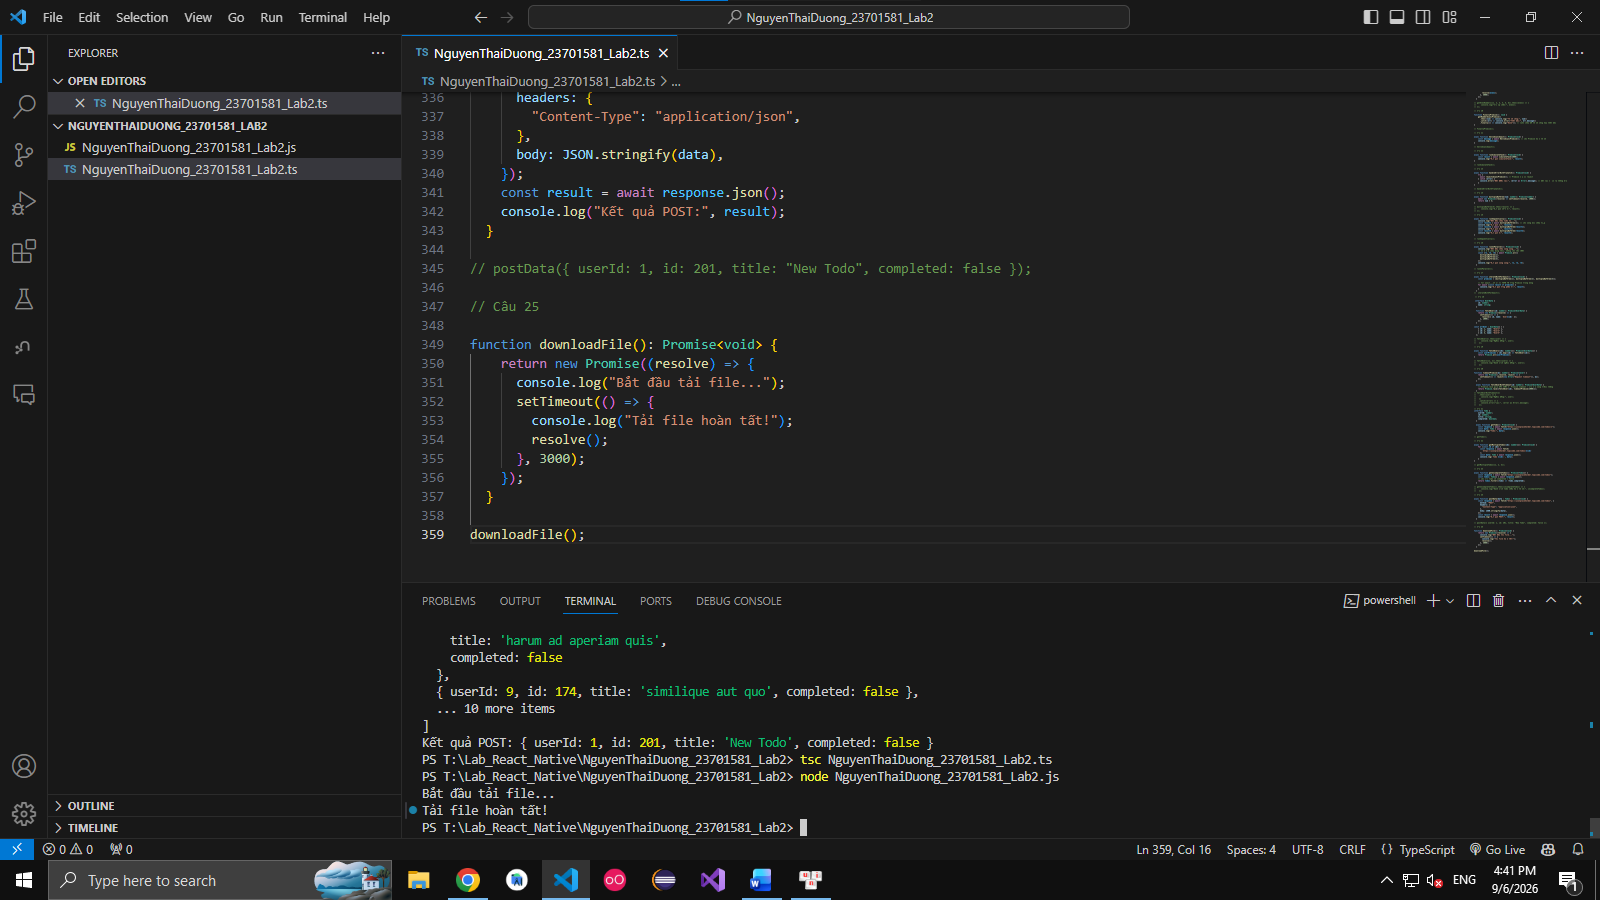 File Edit Selection View Go Run Terminal Help
NguyenThaiDuong_23701581_Lab2
EXPLORER
OPEN EDITORS
TS NguyenThaiDuong_23701581_Lab2.ts
NGUYENTHAIDUONG_23701581_LAB2
JS NguyenThaiDuong_23701581_Lab2.js
TS NguyenThaiDuong_23701581_Lab2.ts
OUTLINE
TIMELINE
TS NguyenThaiDuong_23701581_Lab2.ts
TS NguyenThaiDuong_23701581_Lab2.ts > ...
336 headers: {
337 "Content-Type": "application/json",
338 },
339 body: JSON.stringify(data),
340 });
341 const result = await response.json();
342 console.log("Kết quả POST:", result);
343 }
344
345 // postData({ userId: 1, id: 201, title: "New Todo", completed: false });
346
347 // Câu 25
348
349 function downloadFile(): Promise<void> {
350 return new Promise((resolve) => {
351 console.log("Bắt đầu tải file...");
352 setTimeout(() => {
353 console.log("Tải file hoàn tất!");
354 resolve();
355 }, 3000);
356 });
357 }
358
359 downloadFile();
PROBLEMS OUTPUT TERMINAL PORTS DEBUG CONSOLE
powershell
title: 'harum ad aperiam quis',
completed: false
},
{ userId: 9, id: 174, title: 'similique aut quo', completed: false },
... 10 more items
]
Kết quả POST: { userId: 1, id: 201, title: 'New Todo', completed: false }
PS T:\Lab_React_Native\NguyenThaiDuong_23701581_Lab2> tsc NguyenThaiDuong_23701581_Lab2.ts
PS T:\Lab_React_Native\NguyenThaiDuong_23701581_Lab2> node NguyenThaiDuong_23701581_Lab2.js
Bắt đầu tải file...
Tải file hoàn tất!
PS T:\Lab_React_Native\NguyenThaiDuong_23701581_Lab2>
0 0 0
Ln 359, Col 16 Spaces: 4 UTF-8 CRLF {} TypeScript Go Live
Type here to search
ENG
4:41 PM
9/6/2026
1